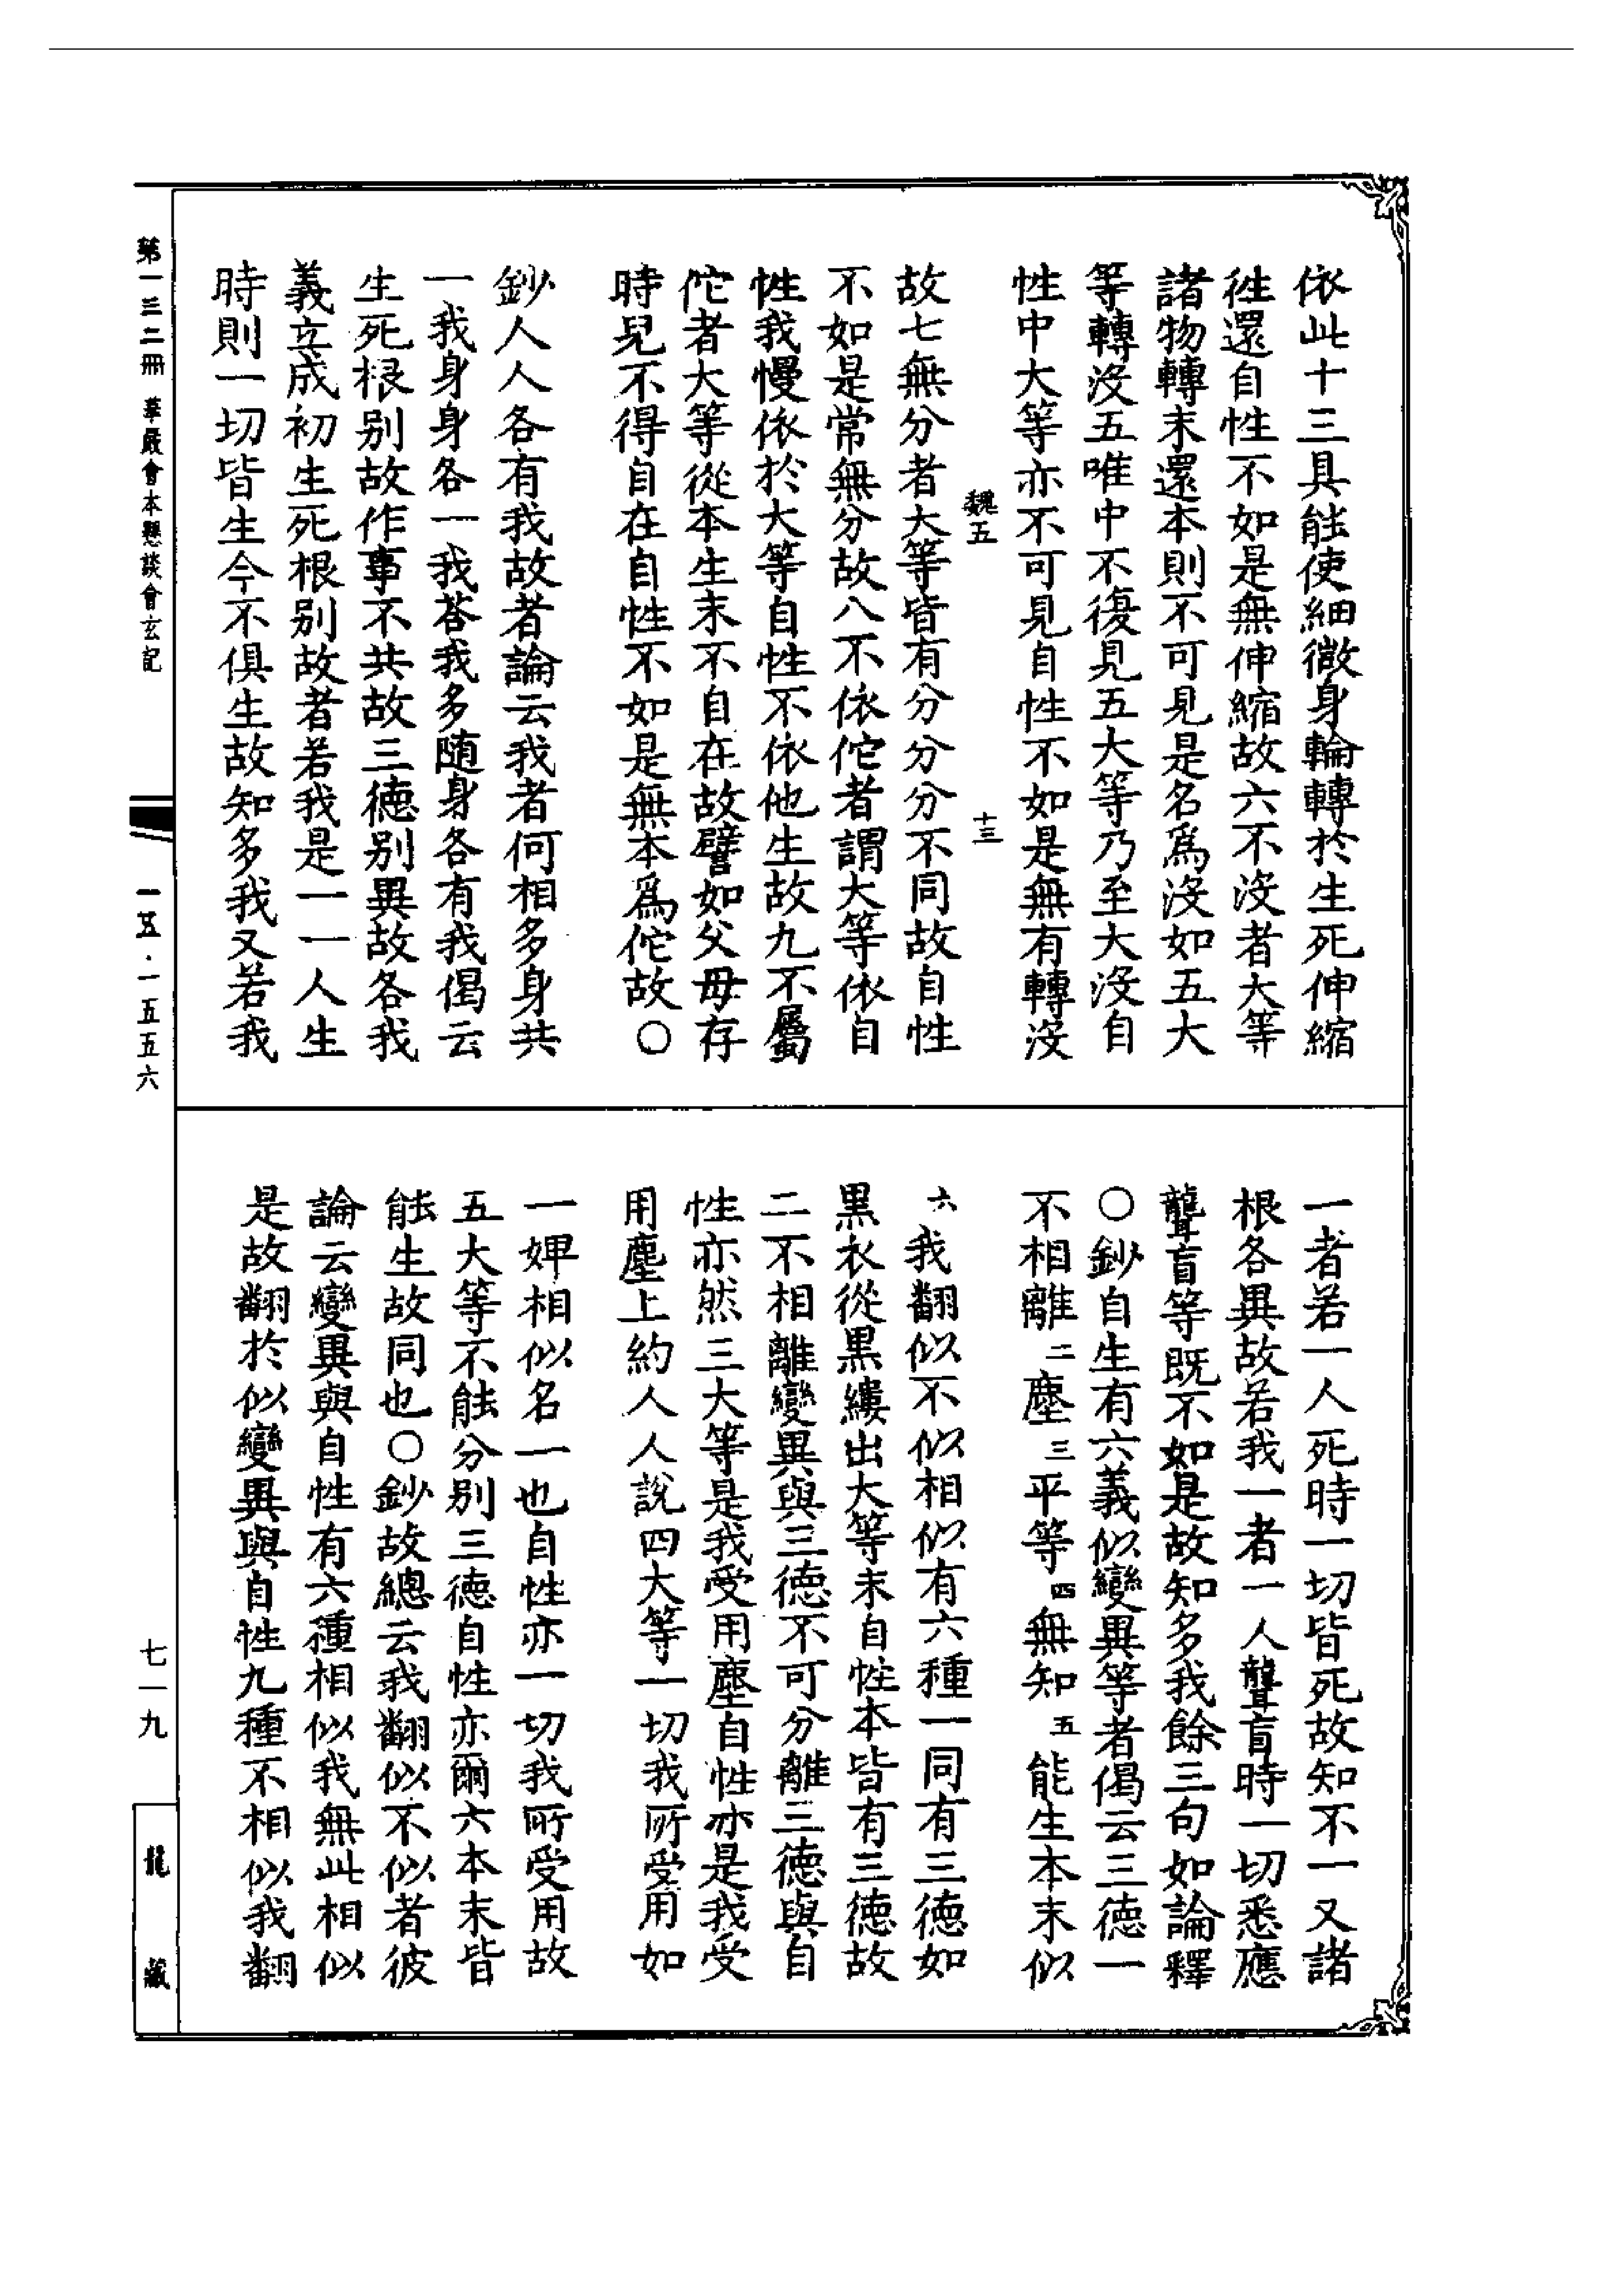 依此十三具能使細微身輪轉於生死伸縮
徃還自性不如是無伸縮故六不沒者大等
諸物轉末還本則不可見是名爲沒如五大
等轉沒五唯中不復見五大等乃至大沒自
性中大等亦不可見自性不如是無有轉沒
魏五 十三
故七無分者大等皆有分分分不同故自性
不如是常無分故八不依佗者謂大等依自
性我慢依於大等自性不依他生故九不屬
佗者大等從本生末不自在故譬如父母存
時兒不得自在自性不如是無本爲佗故○
鈔人人各有我故者論云我者何相多身共
一我身身各一我荅我多随身各有我偈云
生死根别故作事不共故三德别異故各我
義立成初生死根别故者若我是一一人生
時則一切皆生今不俱生故知多我又若我
一者若一人死時一切皆死故知不一又諸
根各異故若我一者一人聾盲時一切悉應
聾盲等既不如是故知多我餘三句如論釋
○鈔自生有六義似變異等者偈云三德一
不相離二塵三平等四無知五能生本末似
六我翻似不似相似有六種一同有三德如
黒衣從黒縷出大等末自性本皆有三德故
二不相離變異與三德不可分離三德與自
性亦然三大等是我受用塵自性亦是我受
用塵上約人人說四大等一切我所受用如
一婢相似名一也自性亦一切我所受用故
五大等不能分别三德自性亦爾六本末皆
能生故同也○鈔故總云我翻似不似者彼
論云變異與自性有六種相似我無此相似
是故翻於似變異與自性九種不相似我翻
第一三二冊 華嚴會本懸談會玄記
一五五·一五五六
七一九
龍藏